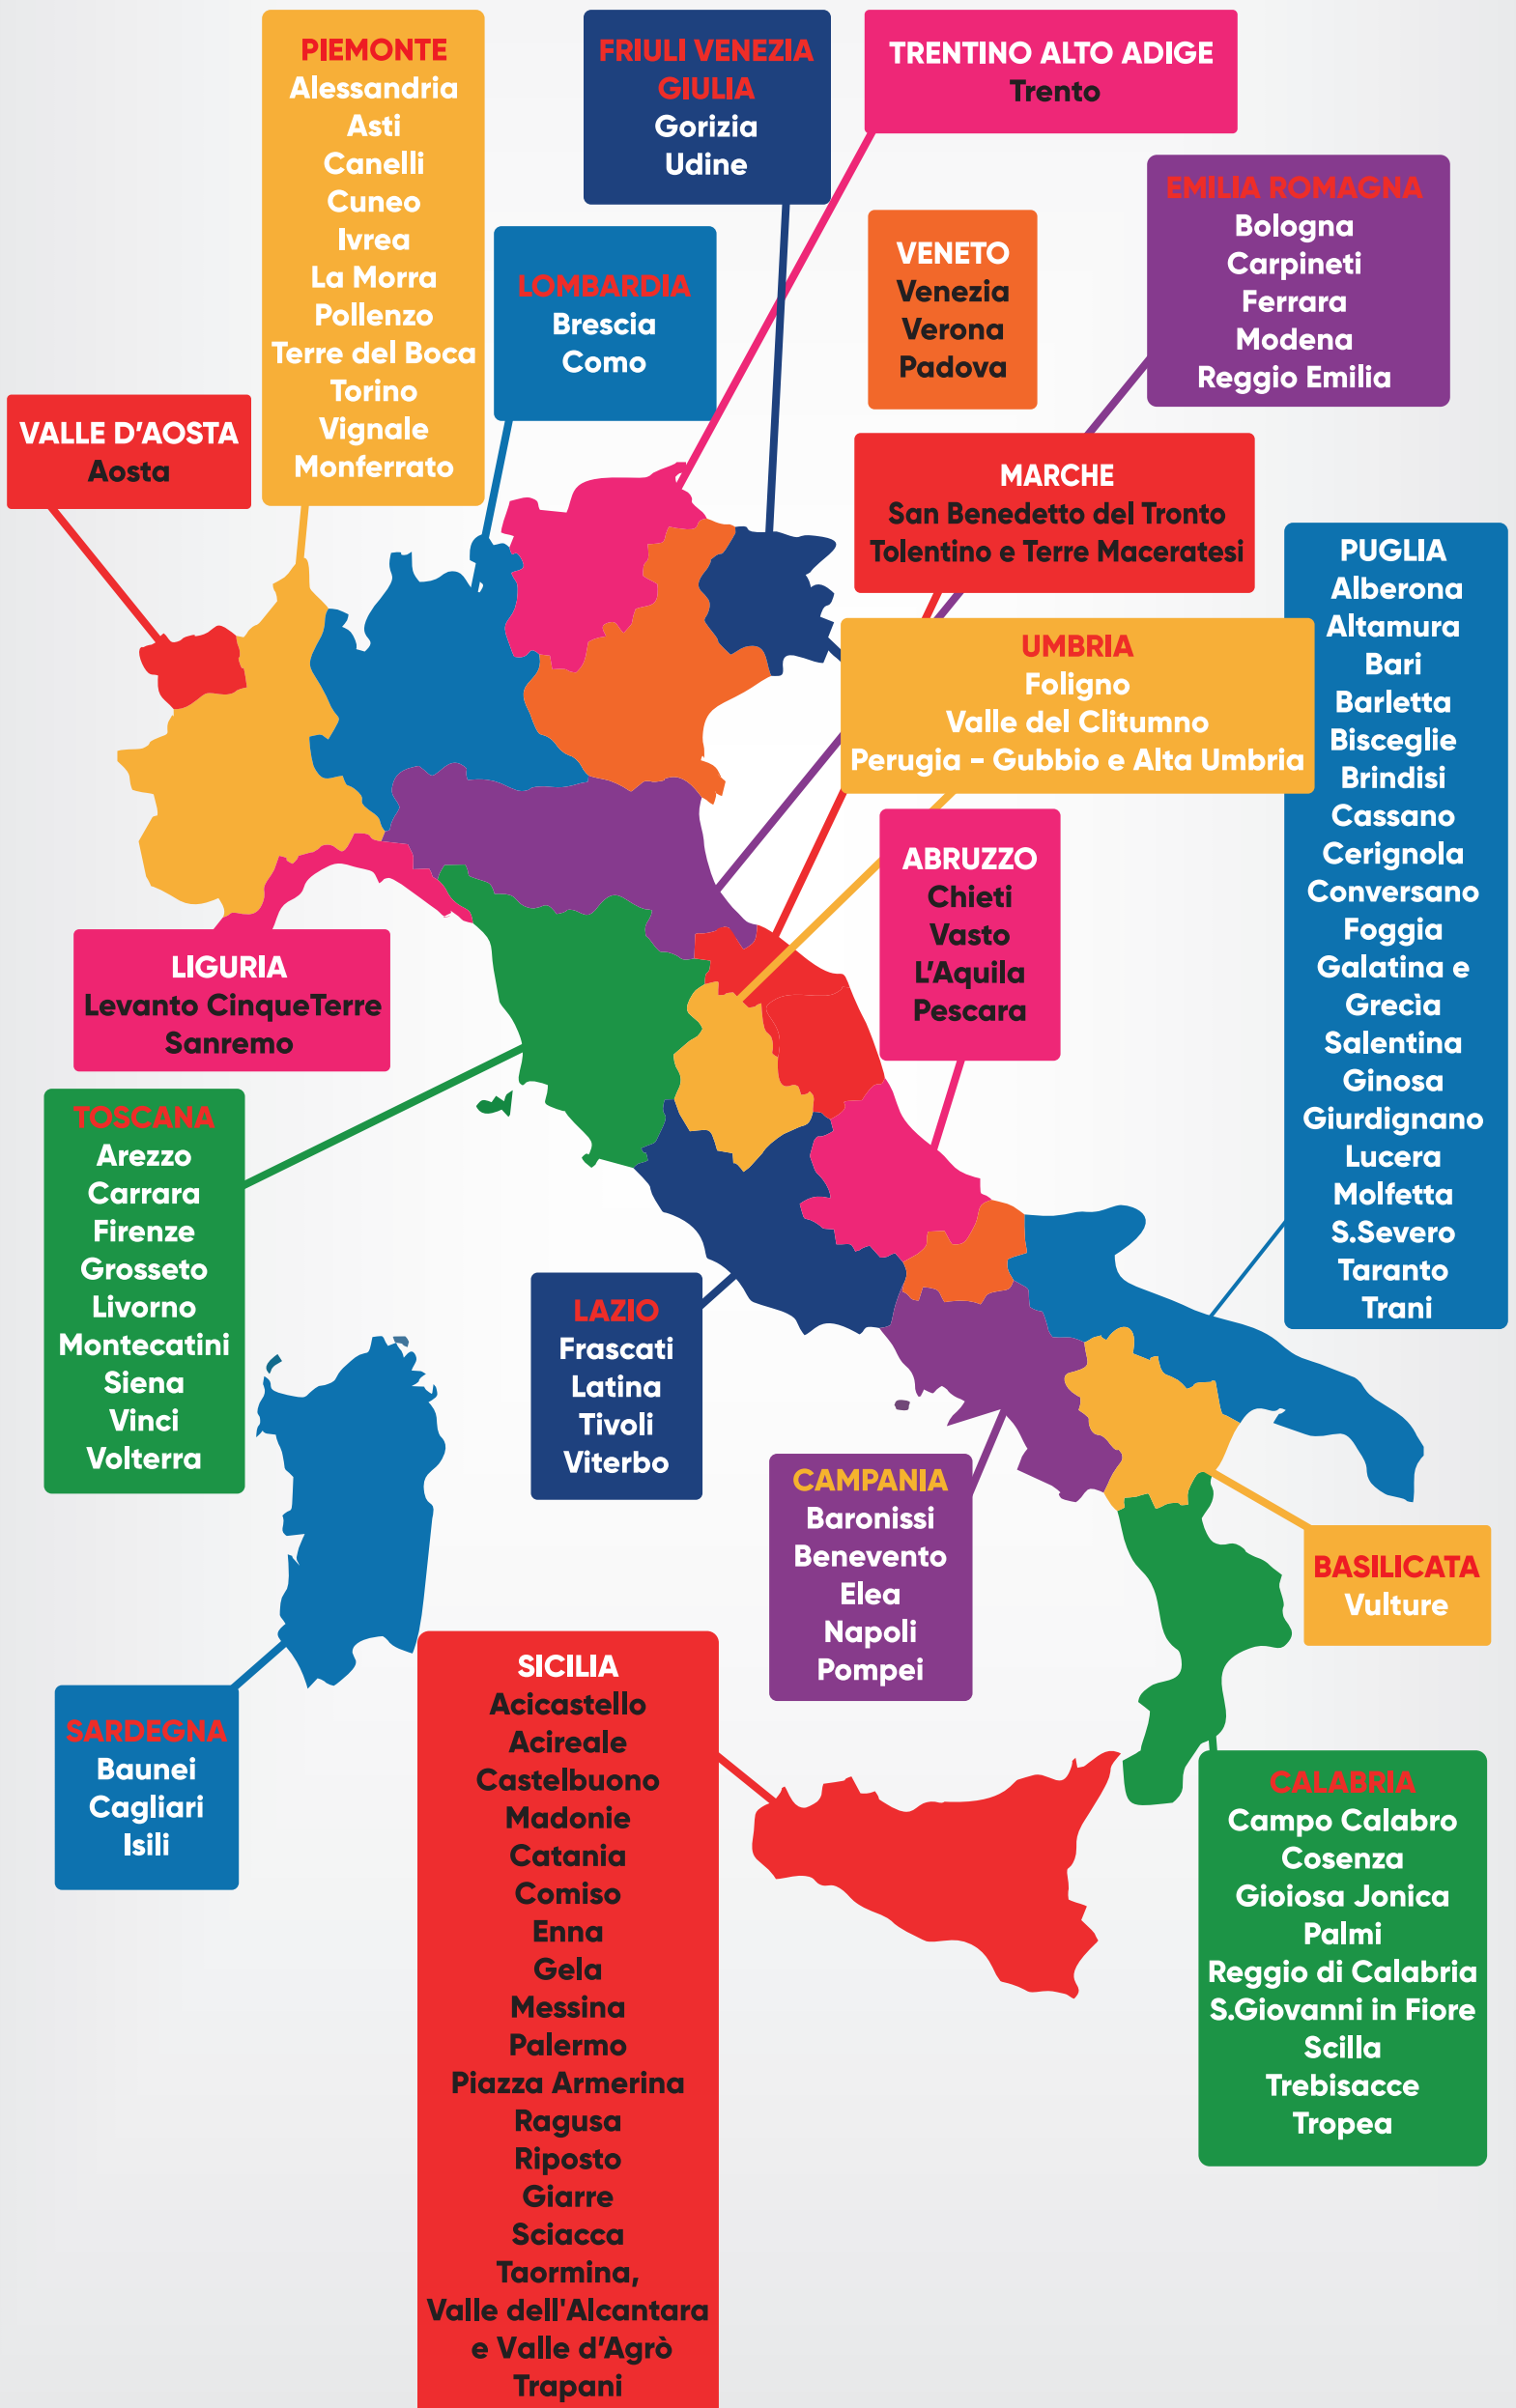 PIEMONTE
Alessandria
Asti
Canelli
Cuneo
Ivrea
La Morra
Pollenzo
Terre del Boca
Torino
Vignale
Monferrato
FRIULI VENEZIA
GIULIA
Gorizia
Udine
TRENTINO ALTO ADIGE
Trento
EMILIA ROMAGNA
Bologna
Carpineti
Ferrara
Modena
Reggio Emilia
LOMBARDIA
Brescia
Como
VENETO
Venezia
Verona
Padova
VALLE D’AOSTA
Aosta
MARCHE
San Benedetto del Tronto
Tolentino e Terre Maceratesi
PUGLIA
Alberona
Altamura
Bari
Barletta
Bisceglie
Brindisi
Cassano
Cerignola
Conversano
Foggia
Galatina e
Grecìa
Salentina
Ginosa
Giurdignano
Lucera
Molfetta
S.Severo
Taranto
Trani
UMBRIA
Foligno
Valle del Clitumno
Perugia - Gubbio e Alta Umbria
ABRUZZO
Chieti
Vasto
L’Aquila
Pescara
LIGURIA
Levanto CinqueTerre
Sanremo
TOSCANA
Arezzo
Carrara
Firenze
Grosseto
Livorno
Montecatini
Siena
Vinci
Volterra
LAZIO
Frascati
Latina
Tivoli
Viterbo
CAMPANIA
Baronissi
Benevento
Elea
Napoli
Pompei
BASILICATA
Vulture
SARDEGNA
Baunei
Cagliari
Isili
SICILIA
Acicastello
Acireale
Castelbuono
Madonie
Catania
Comiso
Enna
Gela
Messina
Palermo
Piazza Armerina
Ragusa
Riposto
Giarre
Sciacca
Taormina,
Valle dell'Alcantara
e Valle d’Agrò
Trapani
CALABRIA
Campo Calabro
Cosenza
Gioiosa Jonica
Palmi
Reggio di Calabria
S.Giovanni in Fiore
Scilla
Trebisacce
Tropea